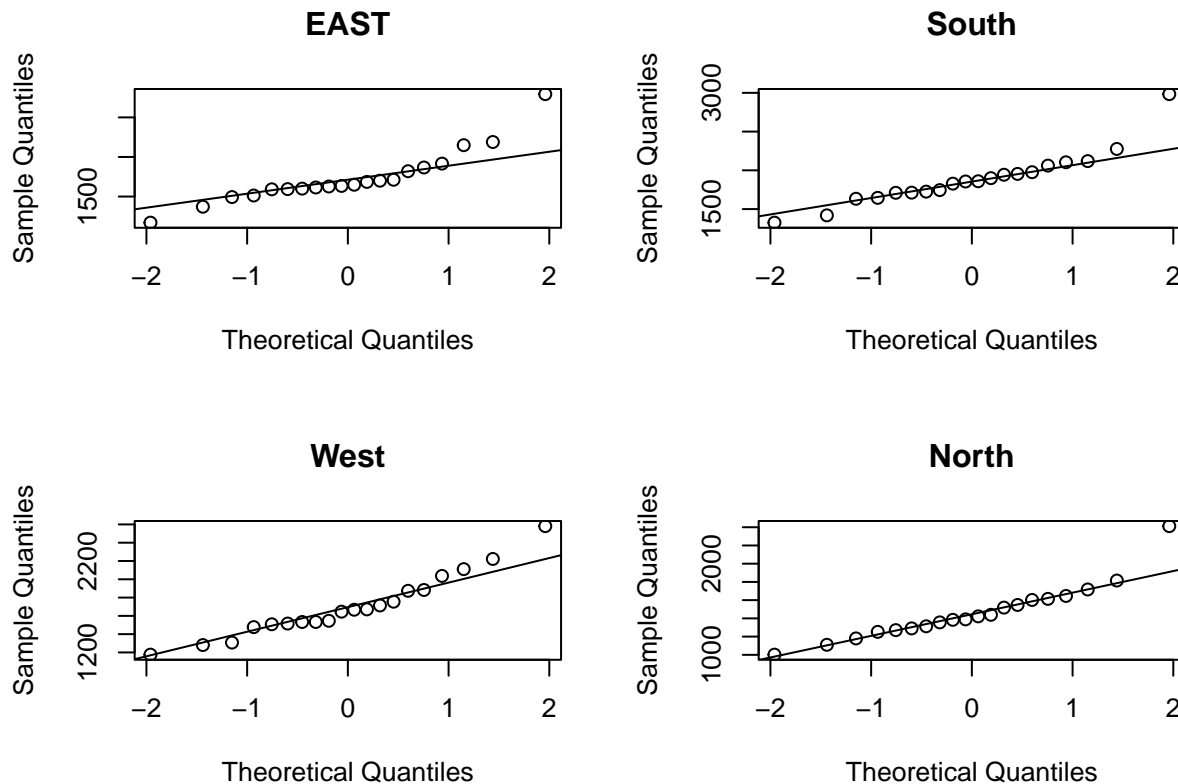 EAST
Sample Quantiles
1500
−2 −1 0 1 2
Theoretical Quantiles
South
Sample Quantiles
1500 3000
−2 −1 0 1 2
Theoretical Quantiles
West
Sample Quantiles
1200 2200
−2 −1 0 1 2
Theoretical Quantiles
North
Sample Quantiles
1000 2000
−2 −1 0 1 2
Theoretical Quantiles